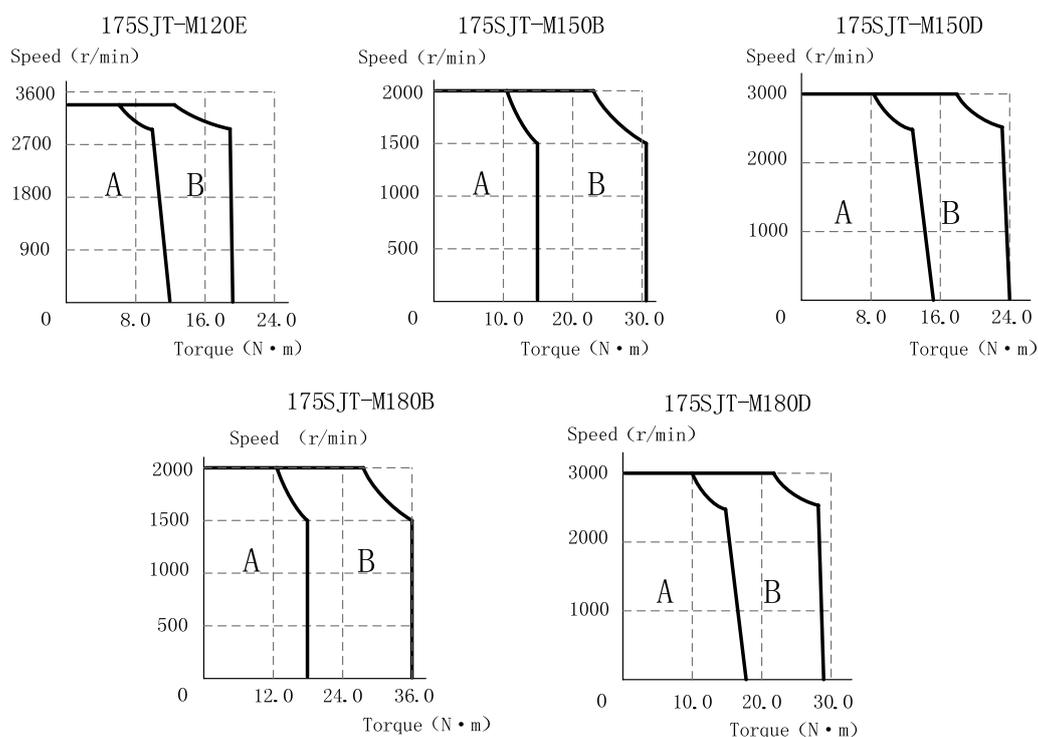 175SJT-M120E
Speed (r/min)
3600
2700
1800
900
0
A
B
8.0 16.0 24.0
Torque (N·m)
175SJT-M150B
Speed (r/min)
2000
1500
1000
500
0
A
B
10.0 20.0 30.0
Torque (N·m)
175SJT-M150D
Speed (r/min)
3000
2000
1000
0
A
B
8.0 16.0 24.0
Torque (N·m)
175SJT-M180B
Speed (r/min)
2000
1500
1000
500
0
A
B
12.0 24.0 36.0
Torque (N·m)
175SJT-M180D
Speed (r/min)
3000
2000
1000
0
A
B
10.0 20.0 30.0
Torque (N·m)